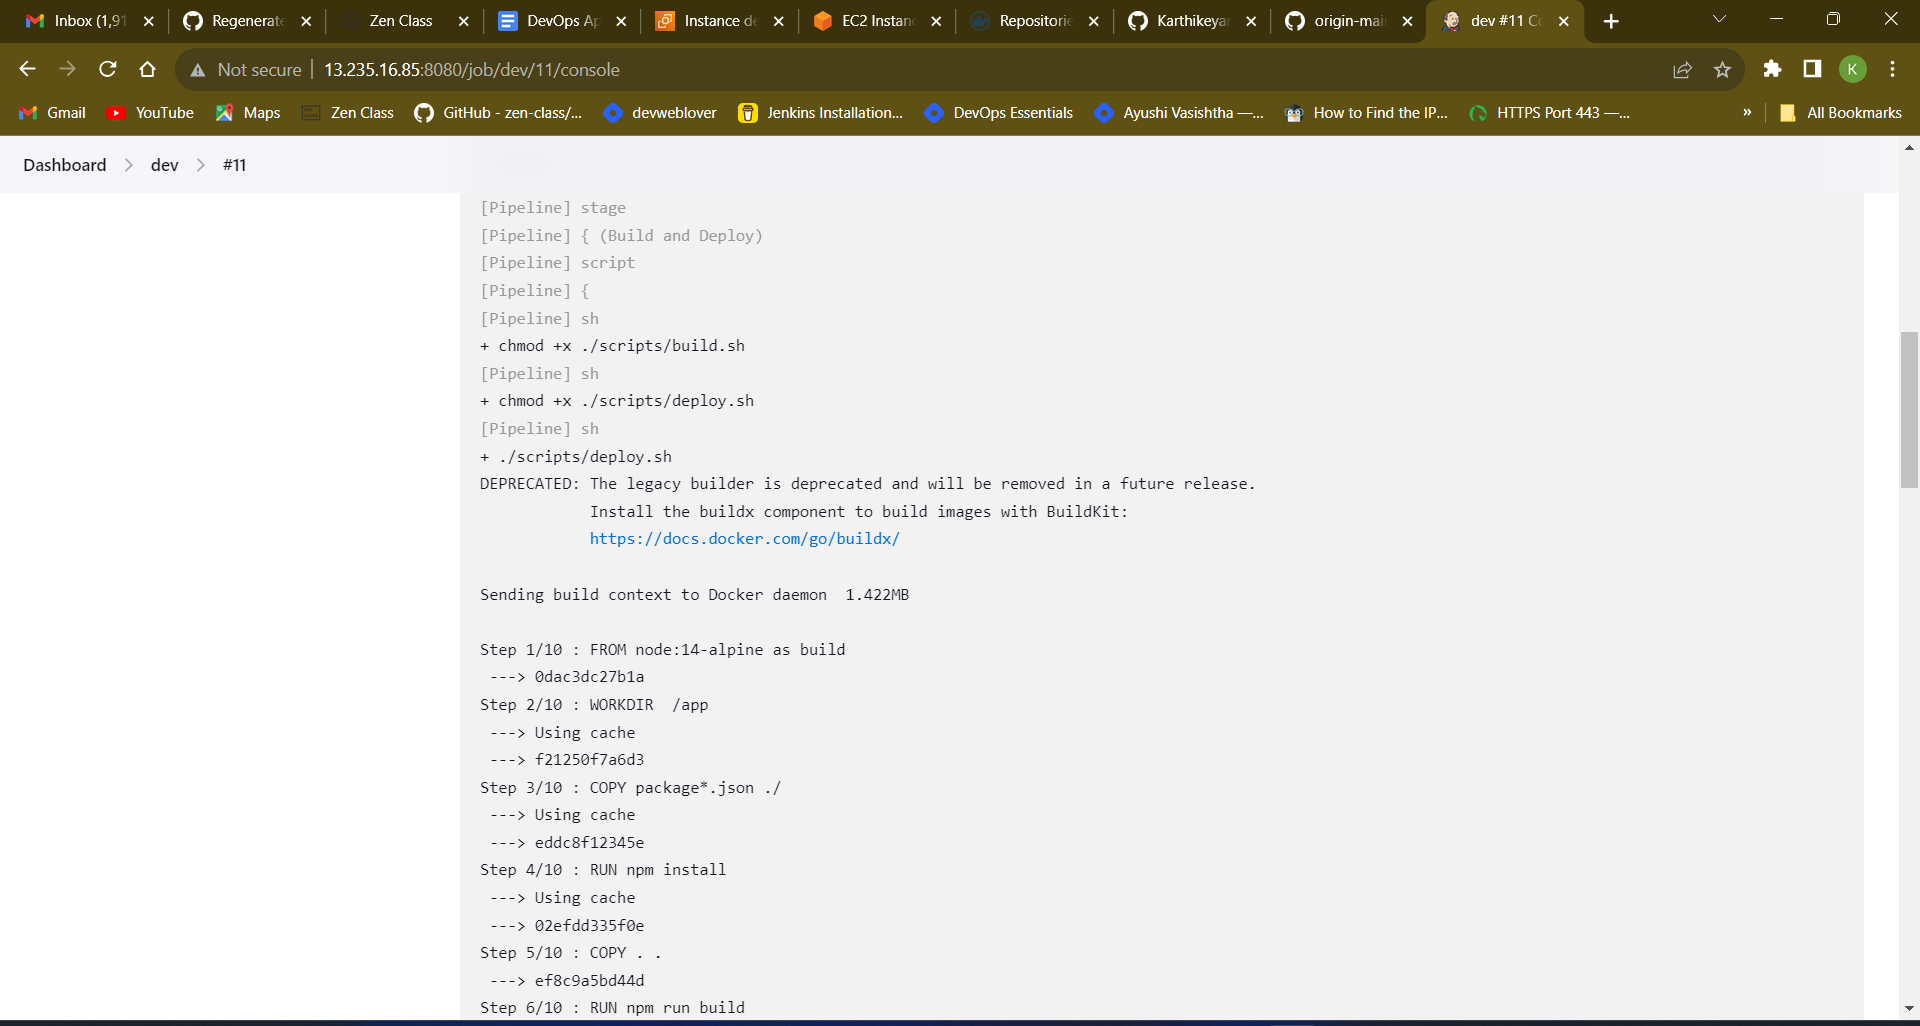 Inbox (1,91
Regenerate
Zen Class
DevOps Ap
Instance de
EC2 Instanc
Repositorie
Karthikeyan
origin-mai
dev #11 Co
Not secure
13.235.16.85:8080/job/dev/11/console
K
Gmail
YouTube
Maps
Zen Class
GitHub - zen-class/...
devweblover
Jenkins Installation...
DevOps Essentials
Ayushi Vasishtha —...
How to Find the IP...
HTTPS Port 443 —...
»
All Bookmarks
Dashboard > dev > #11
[Pipeline] stage
[Pipeline] { (Build and Deploy)
[Pipeline] script
[Pipeline] {
[Pipeline] sh
+ chmod +x ./scripts/build.sh
[Pipeline] sh
+ chmod +x ./scripts/deploy.sh
[Pipeline] sh
+ ./scripts/deploy.sh
DEPRECATED: The legacy builder is deprecated and will be removed in a future release.
Install the buildx component to build images with BuildKit:
https://docs.docker.com/go/buildx/
Sending build context to Docker daemon  1.422MB
Step 1/10 : FROM node:14-alpine as build
---> 0dac3dc27b1a
Step 2/10 : WORKDIR  /app
---> Using cache
---> f21250f7a6d3
Step 3/10 : COPY package*.json ./
---> Using cache
---> eddc8f12345e
Step 4/10 : RUN npm install
---> Using cache
---> 02efdd335f0e
Step 5/10 : COPY . .
---> ef8c9a5bd44d
Step 6/10 : RUN npm run build